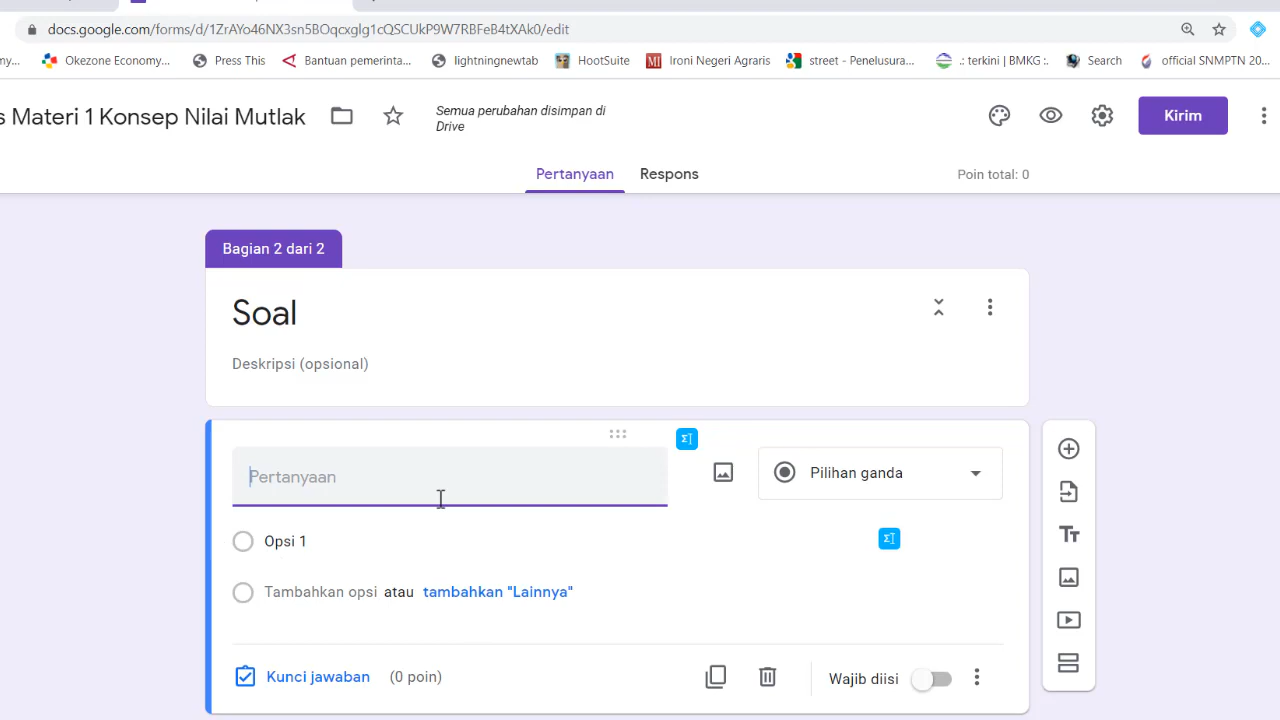 docs.google.com/forms/d/1ZrAYo46NX3sn5BOqcxglg1cQSCUkP9W7RBFeB4tXAk0/edit
my... Okezone Economy... Press This Bantuan pemerinta... lightningnewtab HootSuite Irmi Negeri Agraris street - Penelusura... .: terkini | BMKG :. Search official SNMPTN 20...
s Materi 1 Konsep Nilai Mutlak
Semua perubahan disimpan di
Drive
Kirim
Pertanyaan Respons Poin total: 0
Bagian 2 dari 2
Soal
Deskripsi (opsional)
Pertanyaan
Pilihan ganda
Opsi 1
Tambahkan opsi atau tambahkan "Lainnya"
Kunci jawaban (0 poin)
Wajib diisi